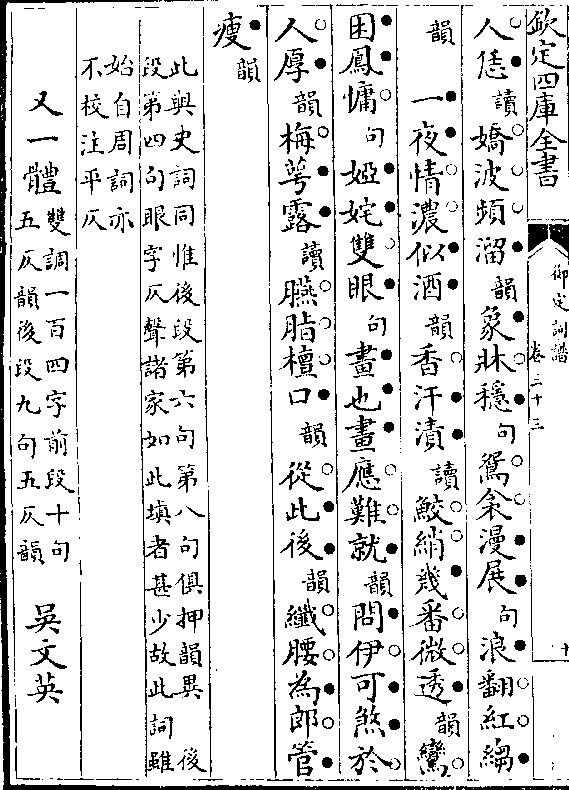 欽定四庫全書
御定詞譜
卷三十三
十
人恁讀嬌波頻溜韻象牀穩句鴛衾漫展句浪翻紅縐
韻 一夜情濃似酒韻香汗漬讀鮫綃幾番微透韻鸞
困鳳慵句婭姹雙眼句畫也畫應難就韻問伊可煞於
人厚韻梅萼露讀臙脂檀口韻從此後韻纖腰為郎管
瘦韻
此與史詞同惟後段第六句第八句俱押韻異後
段第四句眼字仄聲諸家如此填者甚少故此詞雖
始自周詞亦
不校注平仄
又一體
雙調一百四字前段十句
五仄韻後段九句五仄韻
吳文英